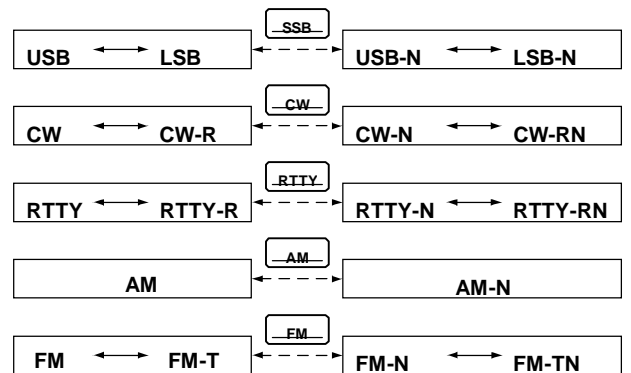 SSB
USB LSB USB-N LSB-N
CW
CW CW-R CW-N CW-RN
RTTY
RTTY RTTY-R RTTY-N RTTY-RN
AM
AM AM-N
FM
FM FM-T FM-N FM-TN